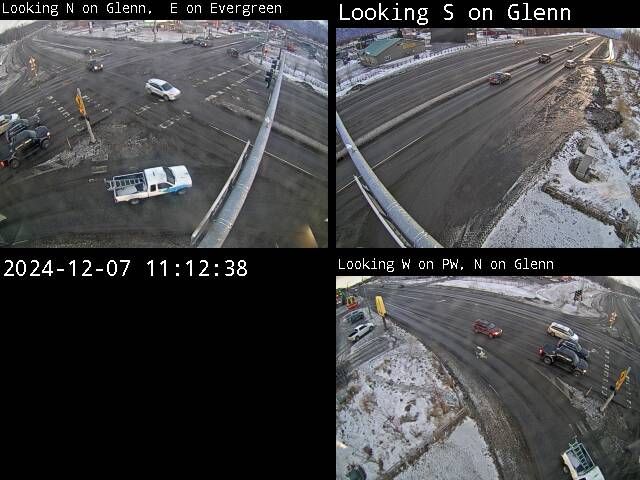 Looking N on Glenn,  E on Evergreen
Looking S on Glenn
2024-12-07 11:12:38
Looking W on PW, N on Glenn